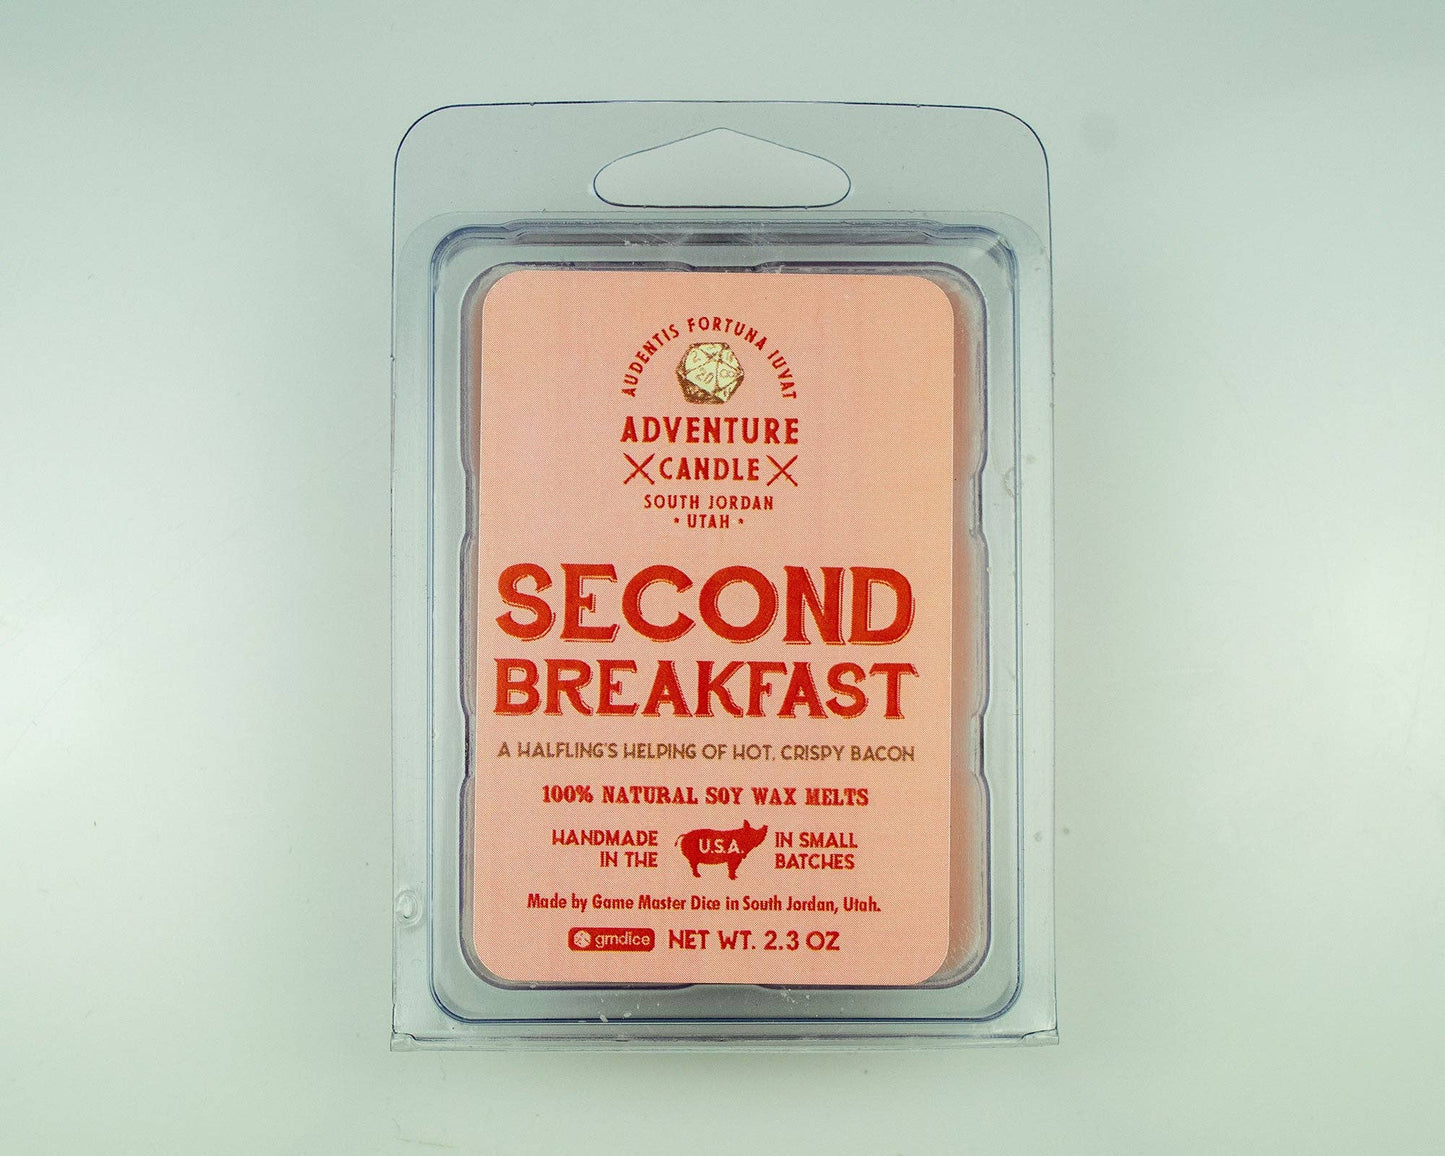 AUDENTIS FORTUNA IUVAT
20
8
ADVENTURE
CANDLE
SOUTH JORDAN
• UTAH •
SECOND
BREAKFAST
A HALFLING'S HELPING OF HOT, CRISPY BACON
100% NATURAL SOY WAX MELTS
HANDMADE
IN THE
U.S.A.
IN SMALL
BATCHES
Made by Game Master Dice in South Jordan, Utah.
gmdice NET WT. 2.3 OZ